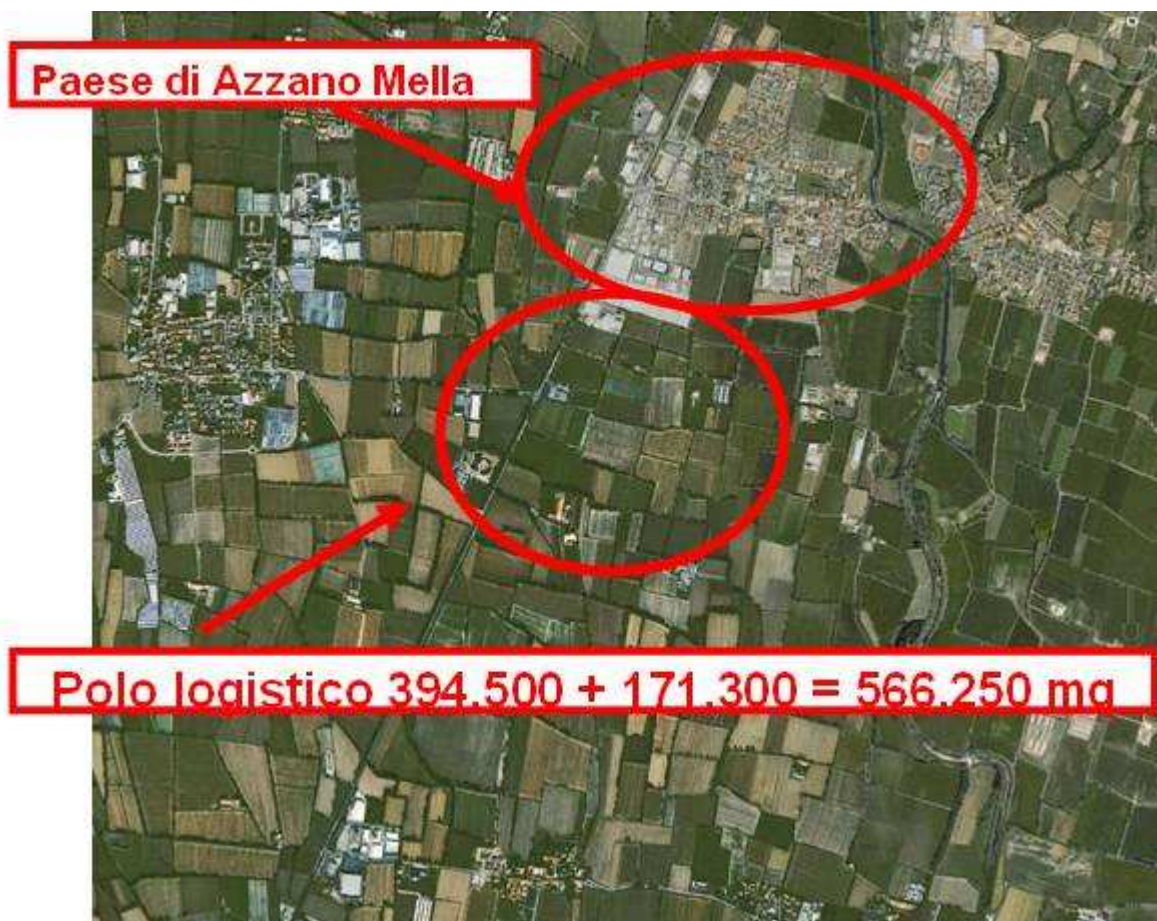 Paese di Azzano Mella
Polo logistico 394.500 + 171.300 = 566.250 mq